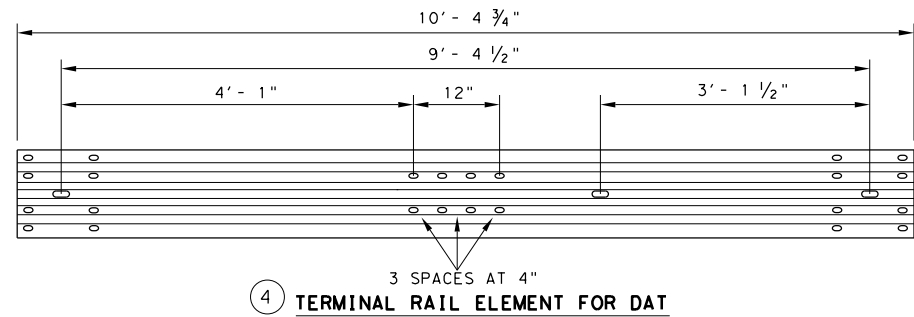 10'- 4 ¾"
9'- 4 ½"
4'- 1" 12" 3'- 1 ½"
3 SPACES AT 4"
4 TERMINAL RAIL ELEMENT FOR DAT